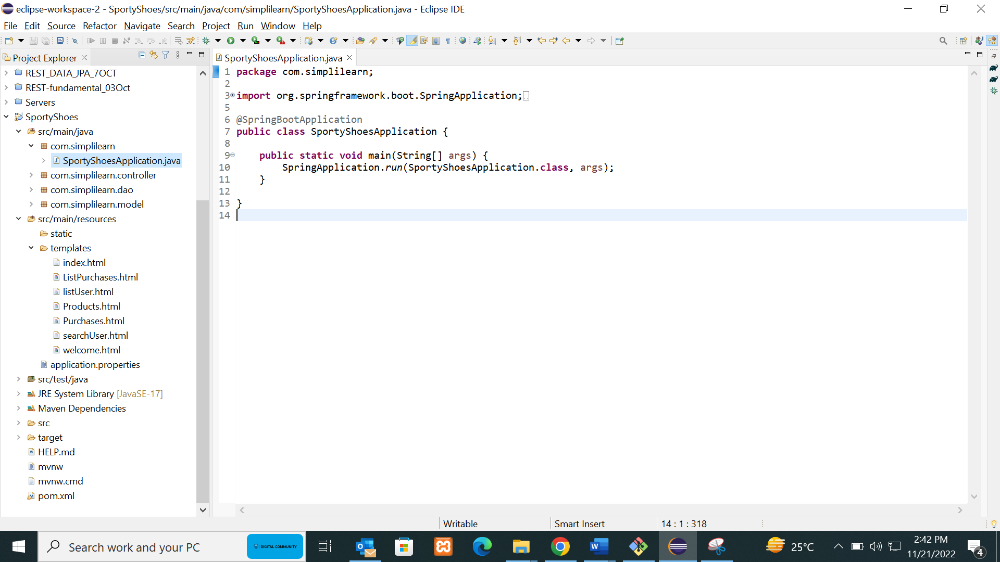 eclipse-workspace-2 - SportyShoes/src/main/java/com/simplilearn/SportyShoesApplication.java - Eclipse IDE
File Edit Source Refactor Navigate Search Project Run Window Help
Project Explorer
REST_DATA_JPA_7OCT
REST-fundamental_03Oct
Servers
SportyShoes
src/main/java
com.simplilearn
SportyShoesApplication.java
com.simplilearn.controller
com.simplilearn.dao
com.simplilearn.model
src/main/resources
static
templates
index.html
ListPurchases.html
listUser.html
Products.html
Purchases.html
searchUser.html
welcome.html
application.properties
src/test/java
JRE System Library [JavaSE-17]
Maven Dependencies
src
target
HELP.md
mvnw
mvnw.cmd
pom.xml
SportyShoesApplication.java
1 package com.simplilearn;
2
3 import org.springframework.boot.SpringApplication;
5
6 @SpringBootApplication
7 public class SportyShoesApplication {
8
9 public static void main(String[] args) {
10 SpringApplication.run(SportyShoesApplication.class, args);
11 }
12
13 }
14
Writable Smart Insert 14 : 1 : 318
Search work and your PC
DIGITAL COMMUNITY
25°C
2:42 PM
11/21/2022
4